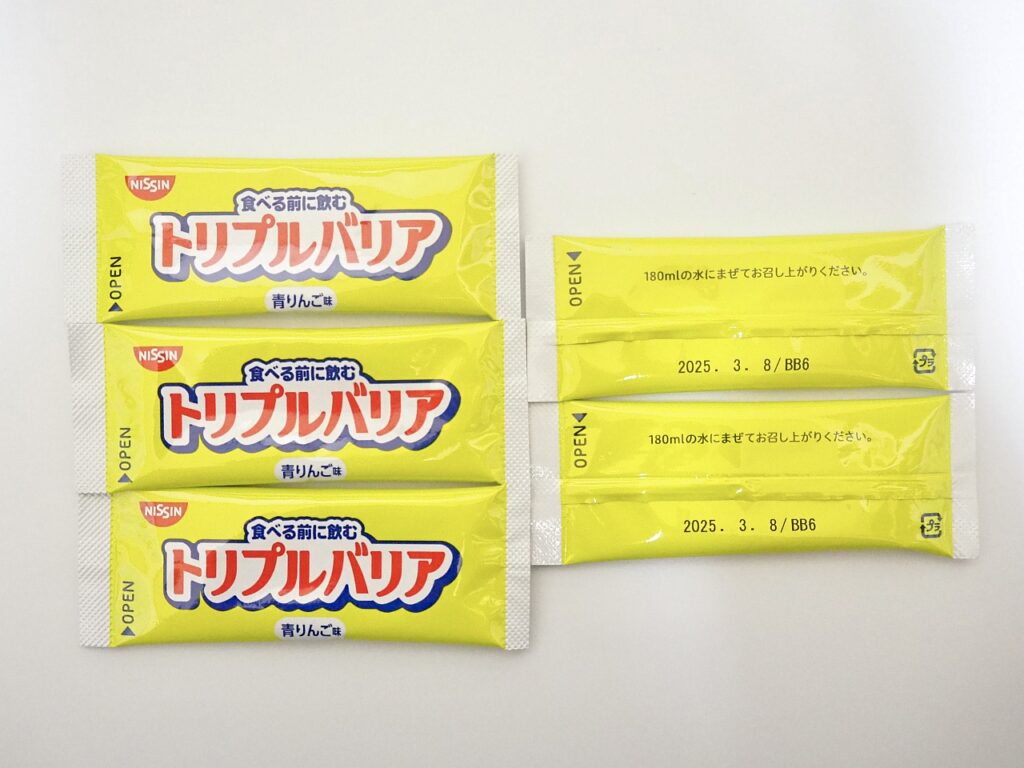 NISSIN
食べる前に飲む
トリプルバリア
青りんご味
▶OPEN
NISSIN
食べる前に飲む
トリプルバリア
青りんご味
▶OPEN
NISSIN
食べる前に飲む
トリプルバリア
青りんご味
▶OPEN
OPEN◀
180mlの水にまぜてお召し上がりください。
2025. 3. 8/BB6
プラ
OPEN◀
180mlの水にまぜてお召し上がりください。
2025. 3. 8/BB6
プラ